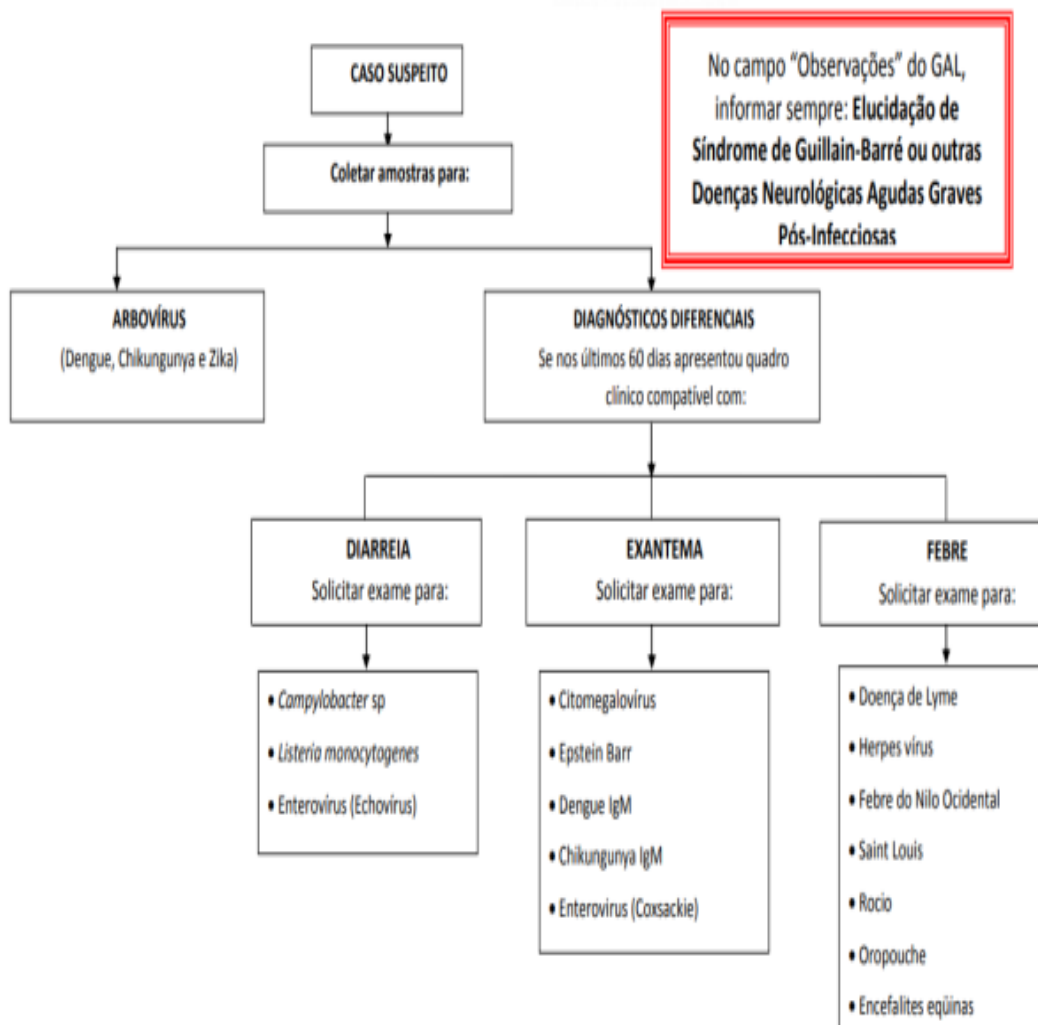 No campo “Observações” do GAL,
informar sempre: Elucidação de
Síndrome de Guillain-Barré ou outras
Doenças Neurológicas Agudas Graves
Pós-Infecciosas
CASO SUSPEITO
Coletar amostras para:
ARBOVÍRUS
(Dengue, Chikungunya e Zika)
DIAGNÓSTICOS DIFERENCIAIS
Se nos últimos 60 dias apresentou quadro
clínico compatível com:
DIARREIA
Solicitar exame para:
• Campylobacter sp
• Listeria monocytogenes
• Enterovírus (Echovírus)
EXANTEMA
Solicitar exame para:
• Citomegalovírus
• Epstein Barr
• Dengue IgM
• Chikungunya IgM
• Enterovirus (Coxsackie)
FEBRE
Solicitar exame para:
• Doença de Lyme
• Herpes vírus
• Febre do Nilo Ocidental
• Saint Louis
• Rocio
• Oropouche
• Encefalites eqüinas